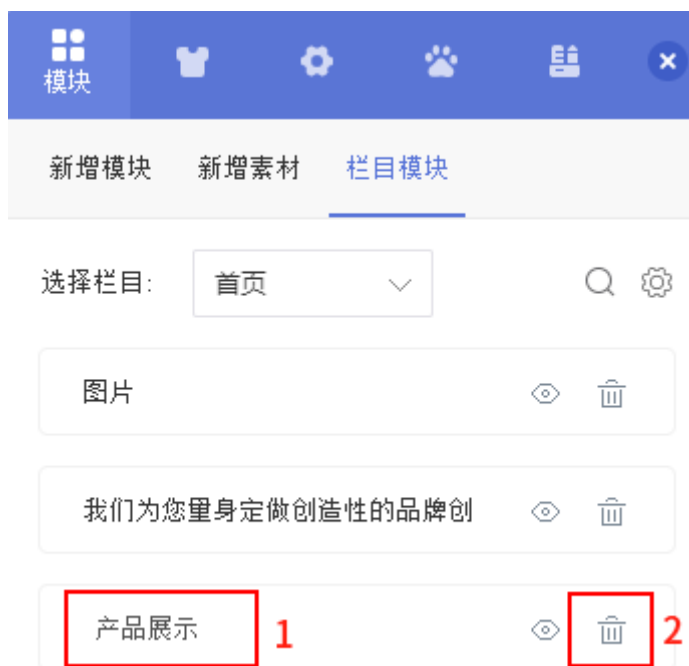 模块
新增模块 新增素材 栏目模块
选择栏目: 首页
图片
我们为您量身定做创造性的品牌创
产品展示 1 2